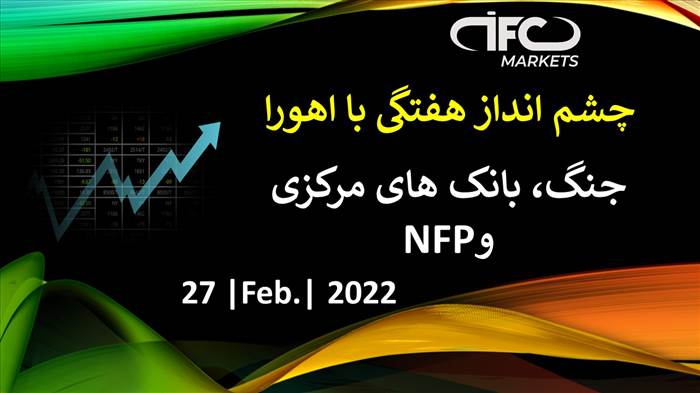 IFC
MARKETS
چشم انداز هفتگی با اهورا
جنگ، بانک های مرکزی
وNFP
27 |Feb.| 2022